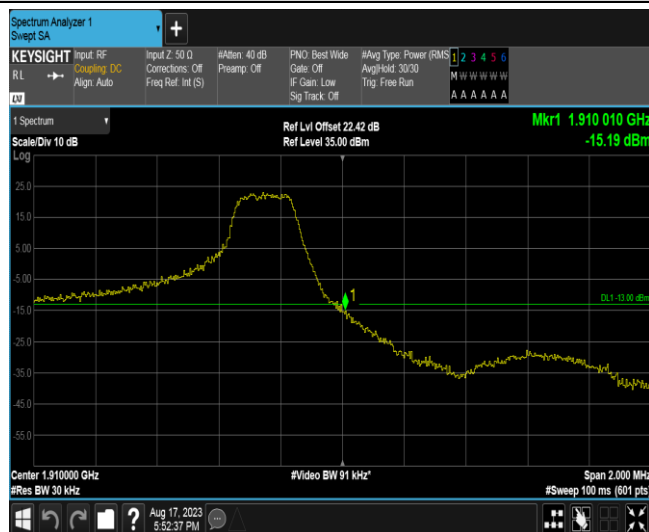 Spectrum Analyzer 1
Swept SA
KEYSIGHT
RL
LXI
Input: RF
Coupling: DC
Align: Auto
Input Z: 50 Ω
Corrections: Off
Freq Ref: Int (S)
#Atten: 40 dB
Preamp: Off
PNO: Best Wide
Gate: Off
IF Gain: Low
Sig Track: Off
#Avg Type: Power (RMS
Avg|Hold: 30/30
Trig: Free Run
1 2 3 4 5 6
M W W W W W
A A A A A A
1 Spectrum
Scale/Div 10 dB
Log
Ref Lvl Offset 22.42 dB
Ref Level 35.00 dBm
Mkr1 1.910 010 GHz
-15.19 dBm
25.0
15.0
5.00
-5.00
-15.0
-25.0
-35.0
-45.0
-55.0
1
DL1 -13.00 dBm
Center 1.910000 GHz
#Res BW 30 kHz
#Video BW 91 kHz*
Span 2.000 MHz
#Sweep 100 ms (601 pts)
?
Aug 17, 2023
5:52:37 PM